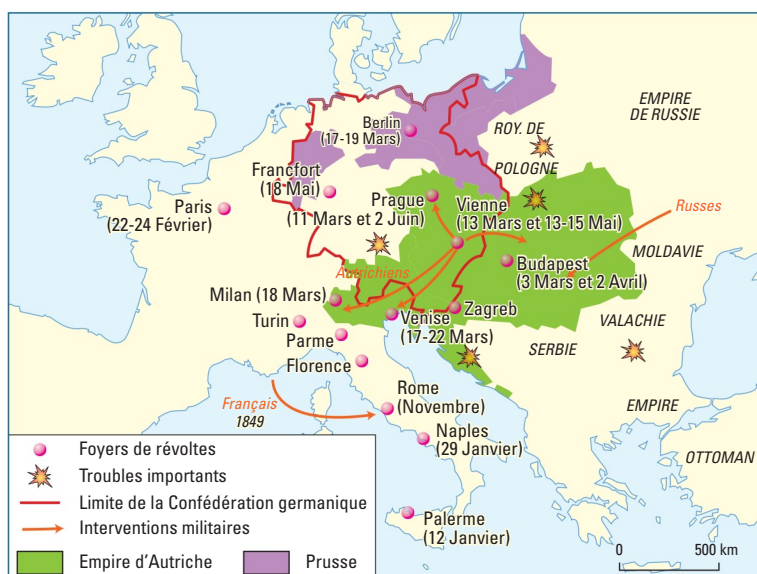 EMPIRE
DE RUSSIE
Berlin
(17-19 Mars)
ROY. DE
POLOGNE
Francfort
(18 Mai)
Prague
(11 Mars et 2 Juin)
Vienne
(13 Mars et 13-15 Mai)
Paris
(22-24 Février)
Russes
MOLDAVIE
Autrichiens
Budapest
(3 Mars et 2 Avril)
Milan (18 Mars)
Zagreb
Turin
Venise
(17-22 Mars)
VALACHIE
Parme
SERBIE
Florence
Français
1849
Rome
(Novembre)
EMPIRE
OTTOMAN
Naples
(29 Janvier)
Palerme
(12 Janvier)
Foyers de révoltes
Troubles importants
Limite de la Confédération germanique
Interventions militaires
Empire d'Autriche
Prusse
0 500 km